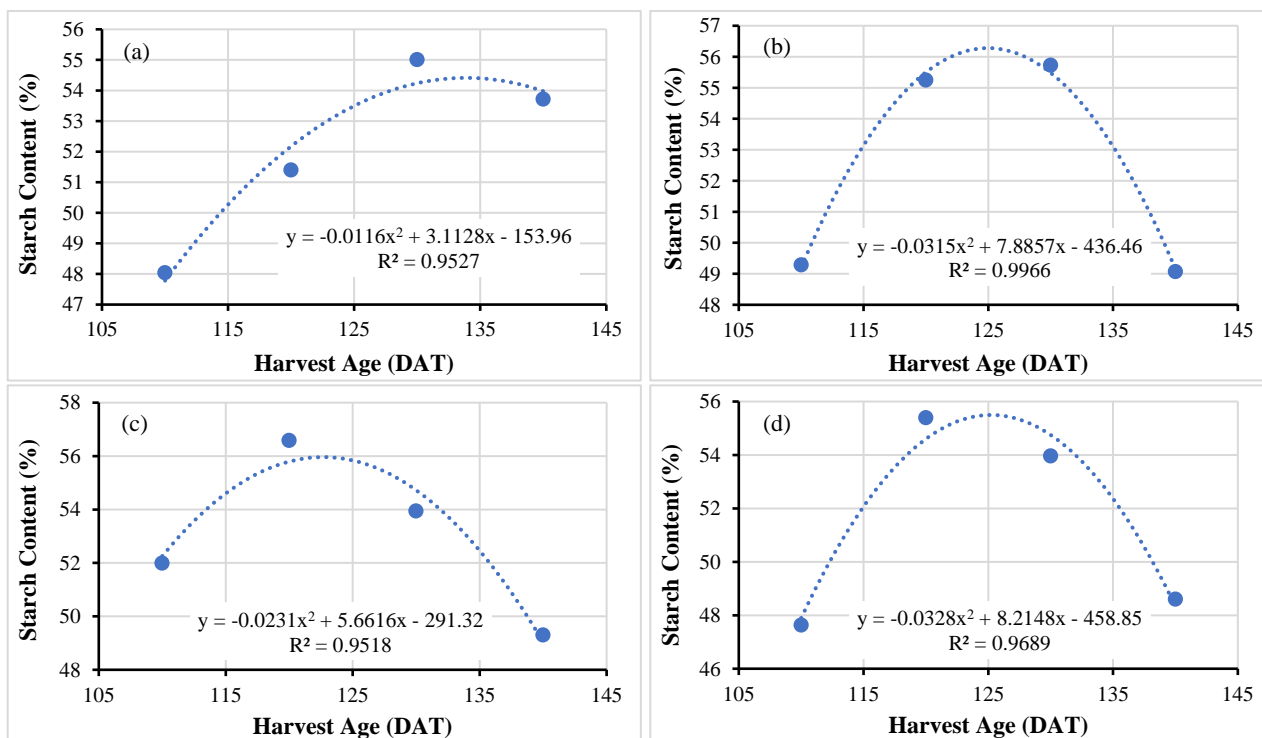 (a)
Starch Content (%)
56
55
54
53
52
51
50
49
48
47
y = -0.0116x² + 3.1128x - 153.96
R² = 0.9527
105 115 125 135 145
Harvest Age (DAT)
(b)
Starch Content (%)
57
56
55
54
53
52
51
50
49
48
y = -0.0315x² + 7.8857x - 436.46
R² = 0.9966
105 115 125 135 145
Harvest Age (DAT)
(c)
Starch Content (%)
58
56
54
52
50
48
y = -0.0231x² + 5.6616x - 291.32
R² = 0.9518
105 115 125 135 145
Harvest Age (DAT)
(d)
Starch Content (%)
56
54
52
50
48
46
y = -0.0328x² + 8.2148x - 458.85
R² = 0.9689
105 115 125 135 145
Harvest Age (DAT)